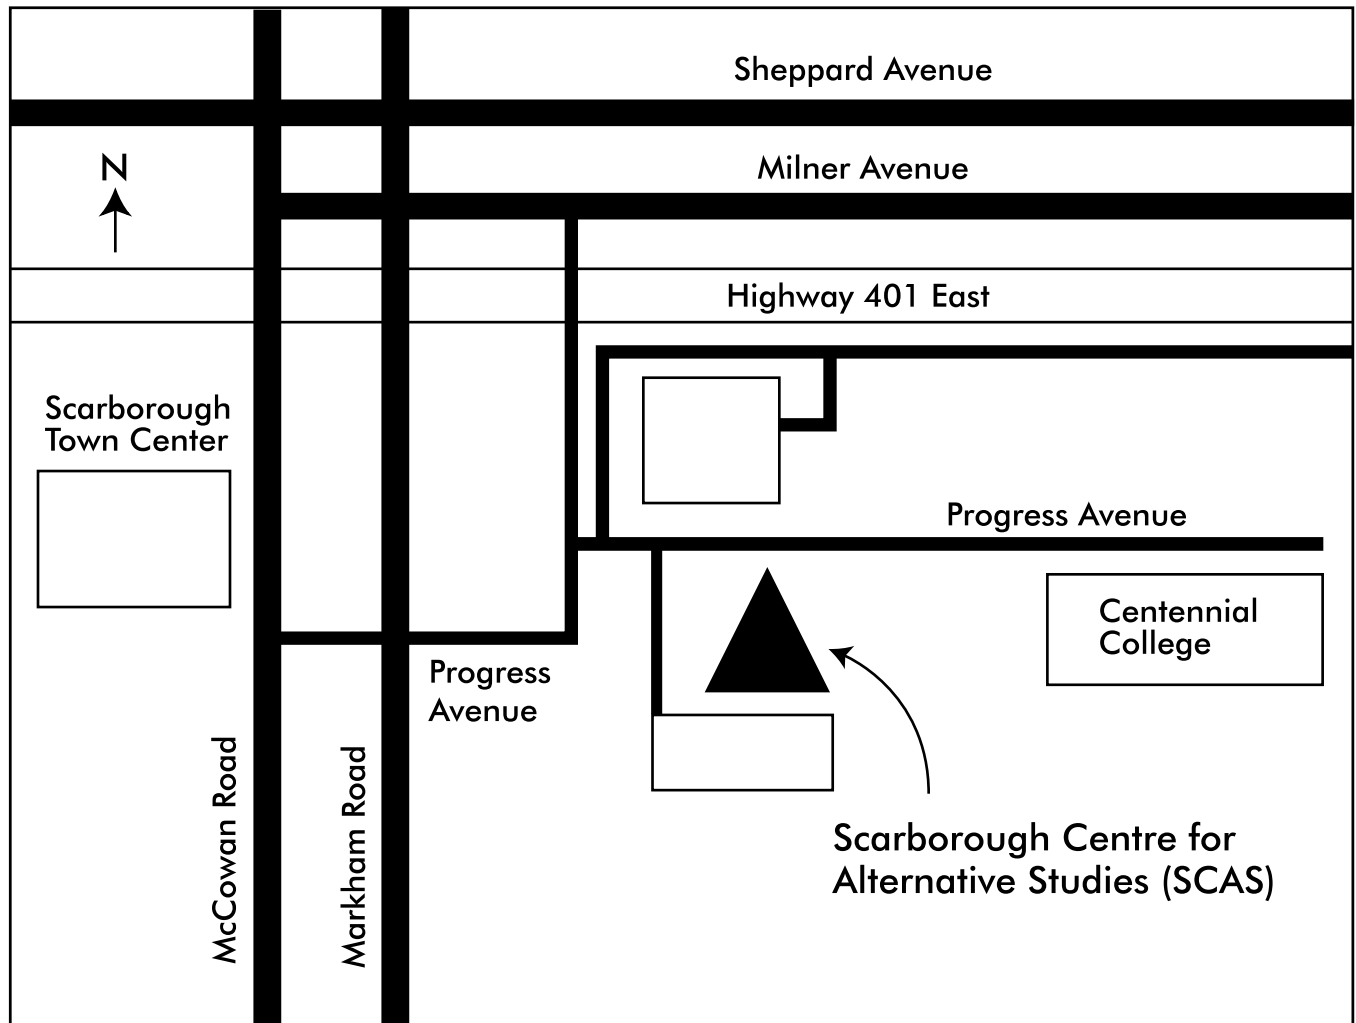 Sheppard Avenue
N
Milner Avenue
Highway 401 East
Scarborough
Town Center
Progress Avenue
Centennial
College
Progress
Avenue
McCowan Road
Markham Road
Scarborough Centre for
Alternative Studies (SCAS)